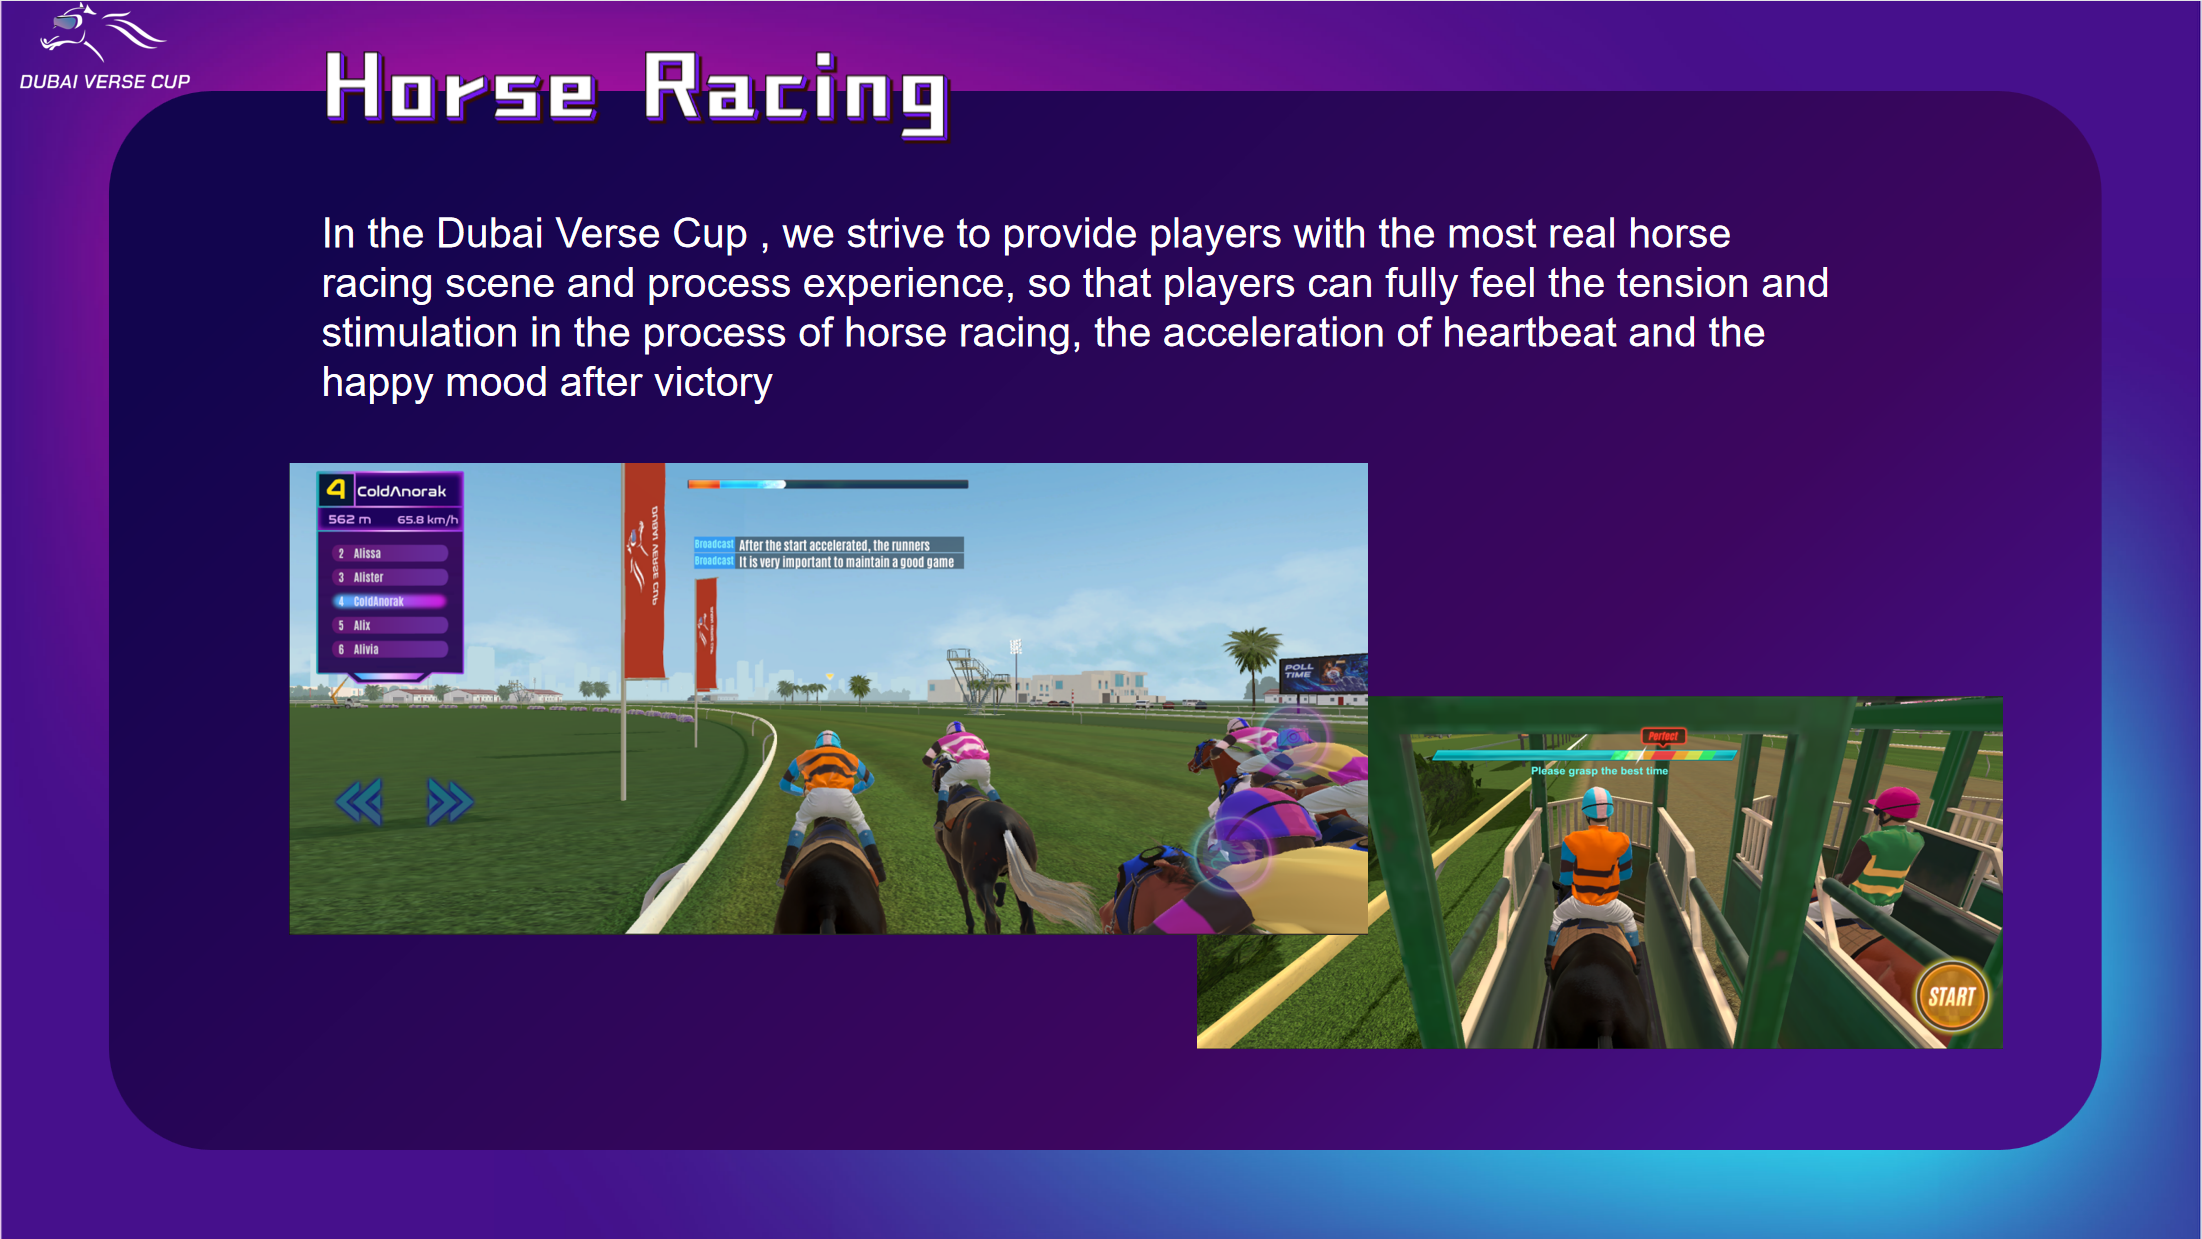 DUBAI VERSE CUP
Horse Racing
In the Dubai Verse Cup , we strive to provide players with the most real horse
racing scene and process experience, so that players can fully feel the tension and
stimulation in the process of horse racing, the acceleration of heartbeat and the
happy mood after victory
4 ColdAnorak
562 m 65.8 km/h
2 Alissa
3 Alister
4 ColdAnorak
5 Alix
6 Alivia
DUBAI VERSE CUP
Broadcast After the start accelerated, the runners
Broadcast It is very important to maintain a good game
POLL
TIME
Perfect
Please grasp the best time
START